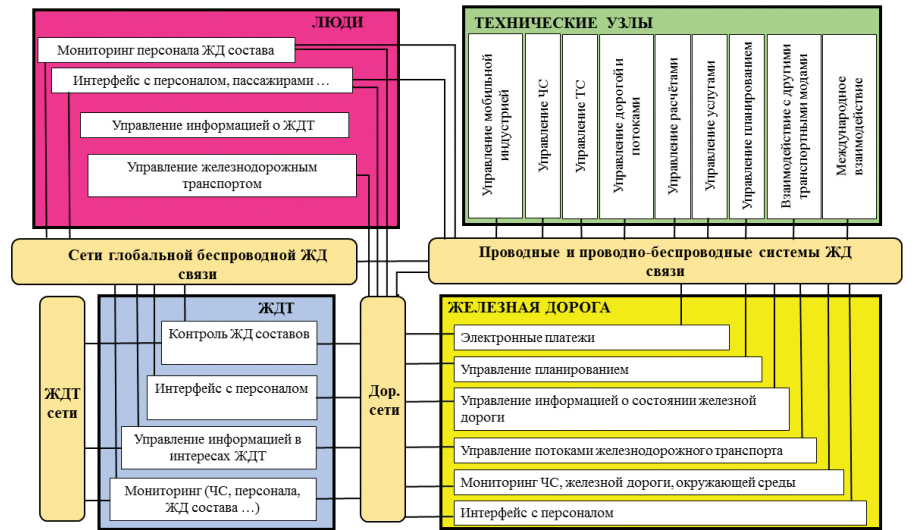 ЛЮДИ
Мониторинг персонала ЖД состава
Интерфейс с персоналом, пассажирами …
Управление информацией о ЖДТ
Управление железнодорожным
транспортом
ТЕХНИЧЕСКИЕ УЗЛЫ
Управление мобильной
индустрией
Управление ЧС
Управление ТС
Управление дорогой и
потоками
Управление расчётами
Управление услугами
Управление планированием
Взаимодействие с другими
транспортными модами
Международное
взаимодействие
Сети глобальной беспроводной ЖД
связи
Проводные и проводно-беспроводные системы ЖД
связи
ЖДТ
сети
ЖДТ
Контроль ЖД составов
Интерфейс с персоналом
Управление информацией в
интересах ЖДТ
Мониторинг (ЧС, персонала,
ЖД состава …)
Дор.
сети
ЖЕЛЕЗНАЯ ДОРОГА
Электронные платежи
Управление планированием
Управление информацией о состоянии железной
дороги
Управление потоками железнодорожного транспорта
Мониторинг ЧС, железной дороги, окружающей среды
Интерфейс с персоналом